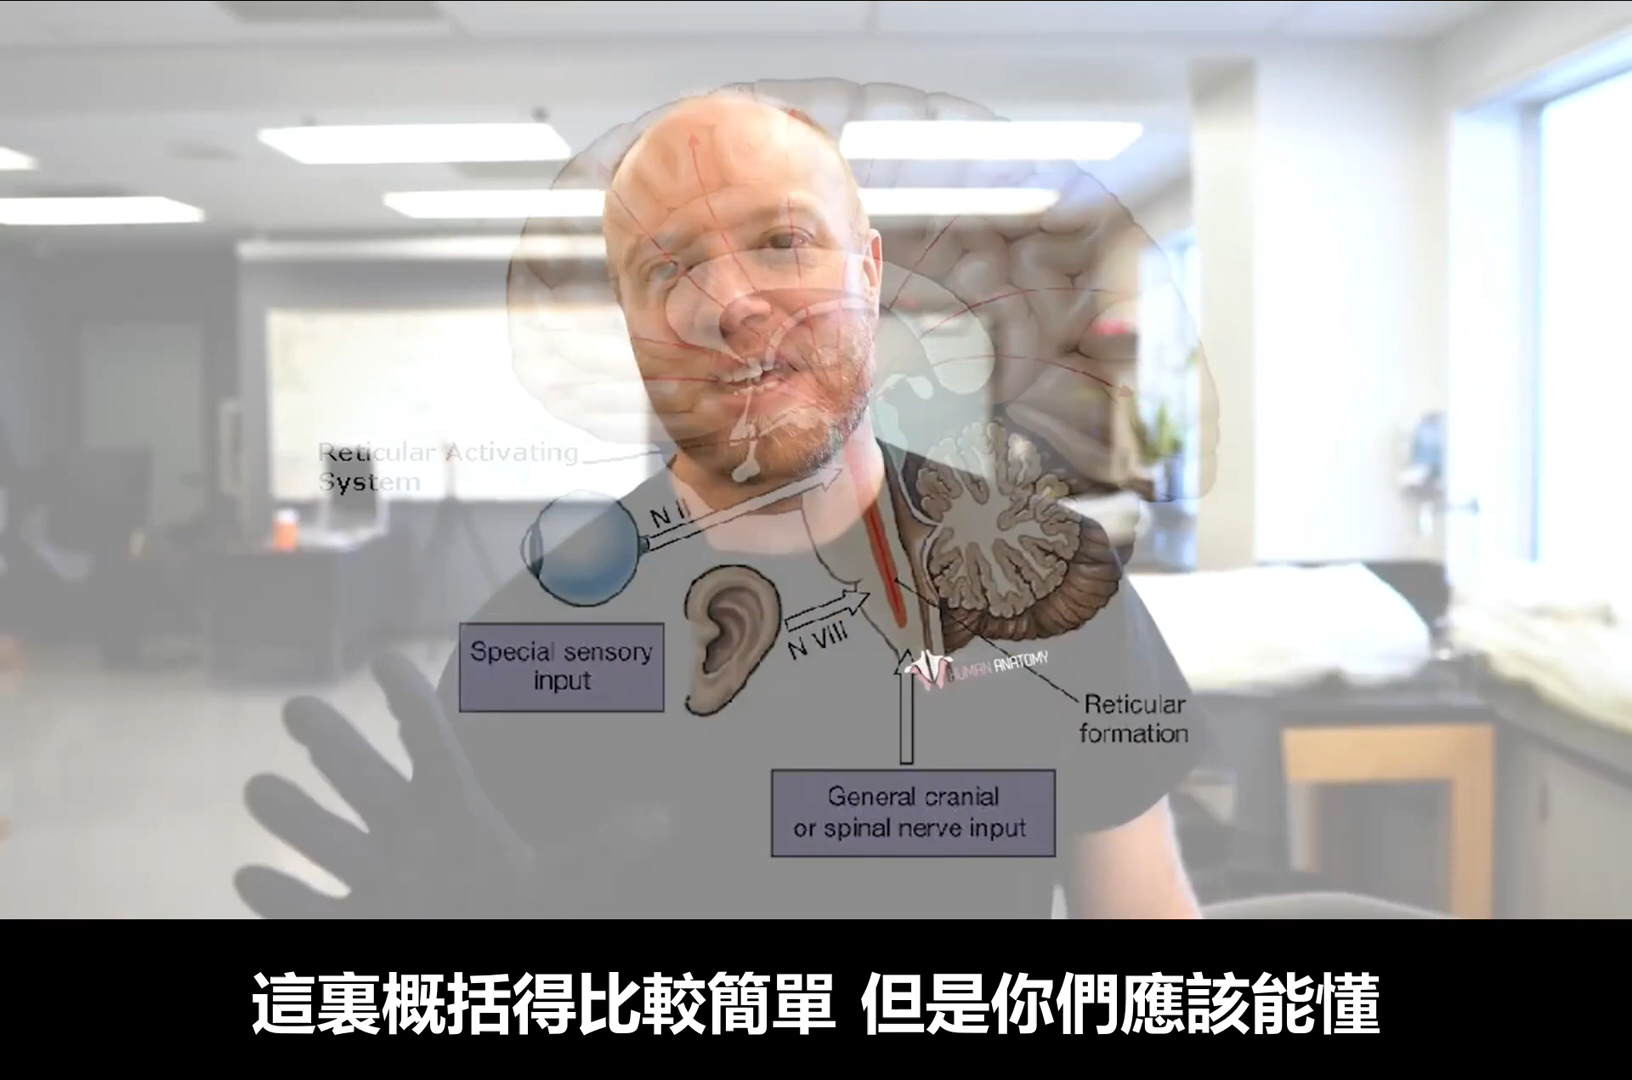 Reticular Activating
System
N I
Special sensory
input
N VIII
HUMAN ANATOMY
Reticular
formation
General cranial
or spinal nerve input
這裏概括得比較簡單 但是你們應該能懂